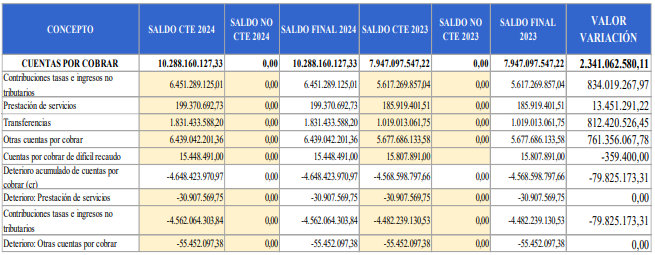 CONCEPTO SALDO CTE 2024 SALDO NO CTE 2024 SALDO FINAL 2024 SALDO CTE 2023 SALDO NO CTE 2023 SALDO FINAL 2023 VALOR VARIACIÓN
CUENTAS POR COBRAR 10.288.160.127,33 0,00 10.288.160.127,33 7.947.097.547,22 0,00 7.947.097.547,22 2.341.062.580,11
Contribuciones tasas e ingresos no tributarios 6.451.289.125,01 0,00 6.451.289.125,01 5.617.269.857,04 0,00 5.617.269.857,04 834.019.267,97
Prestación de servicios 199.370.692,73 0,00 199.370.692,73 185.919.401,51 0,00 185.919.401,51 13.451.291,22
Transferencias 1.831.433.588,20 0,00 1.831.433.588,20 1.019.013.061,75 0,00 1.019.013.061,75 812.420.526,45
Otras cuentas por cobrar 6.439.042.201,36 0,00 6.439.042.201,36 5.677.686.133,58 0,00 5.677.686.133,58 761.356.067,78
Cuentas por cobrar de difícil recaudo 15.448.491,00 0,00 15.448.491,00 15.807.891,00 0,00 15.807.891,00 -359.400,00
Deterioro acumulado de cuentas por cobrar (cr) -4.648.423.970,97 0,00 -4.648.423.970,97 -4.568.598.797,66 0,00 -4.568.598.797,66 -79.825.173,31
Deterioro: Prestación de servicios -30.907.569,75 0,00 -30.907.569,75 -30.907.569,75 0,00 -30.907.569,75 0,00
Contribuciones tasas e ingresos no tributarios -4.562.064.303,84 0,00 -4.562.064.303,84 -4.482.239.130,53 0,00 -4.482.239.130,53 -79.825.173,31
Deterioro: Otras cuentas por cobrar -55.452.097,38 0,00 -55.452.097,38 -55.452.097,38 0,00 -55.452.097,38 0,00